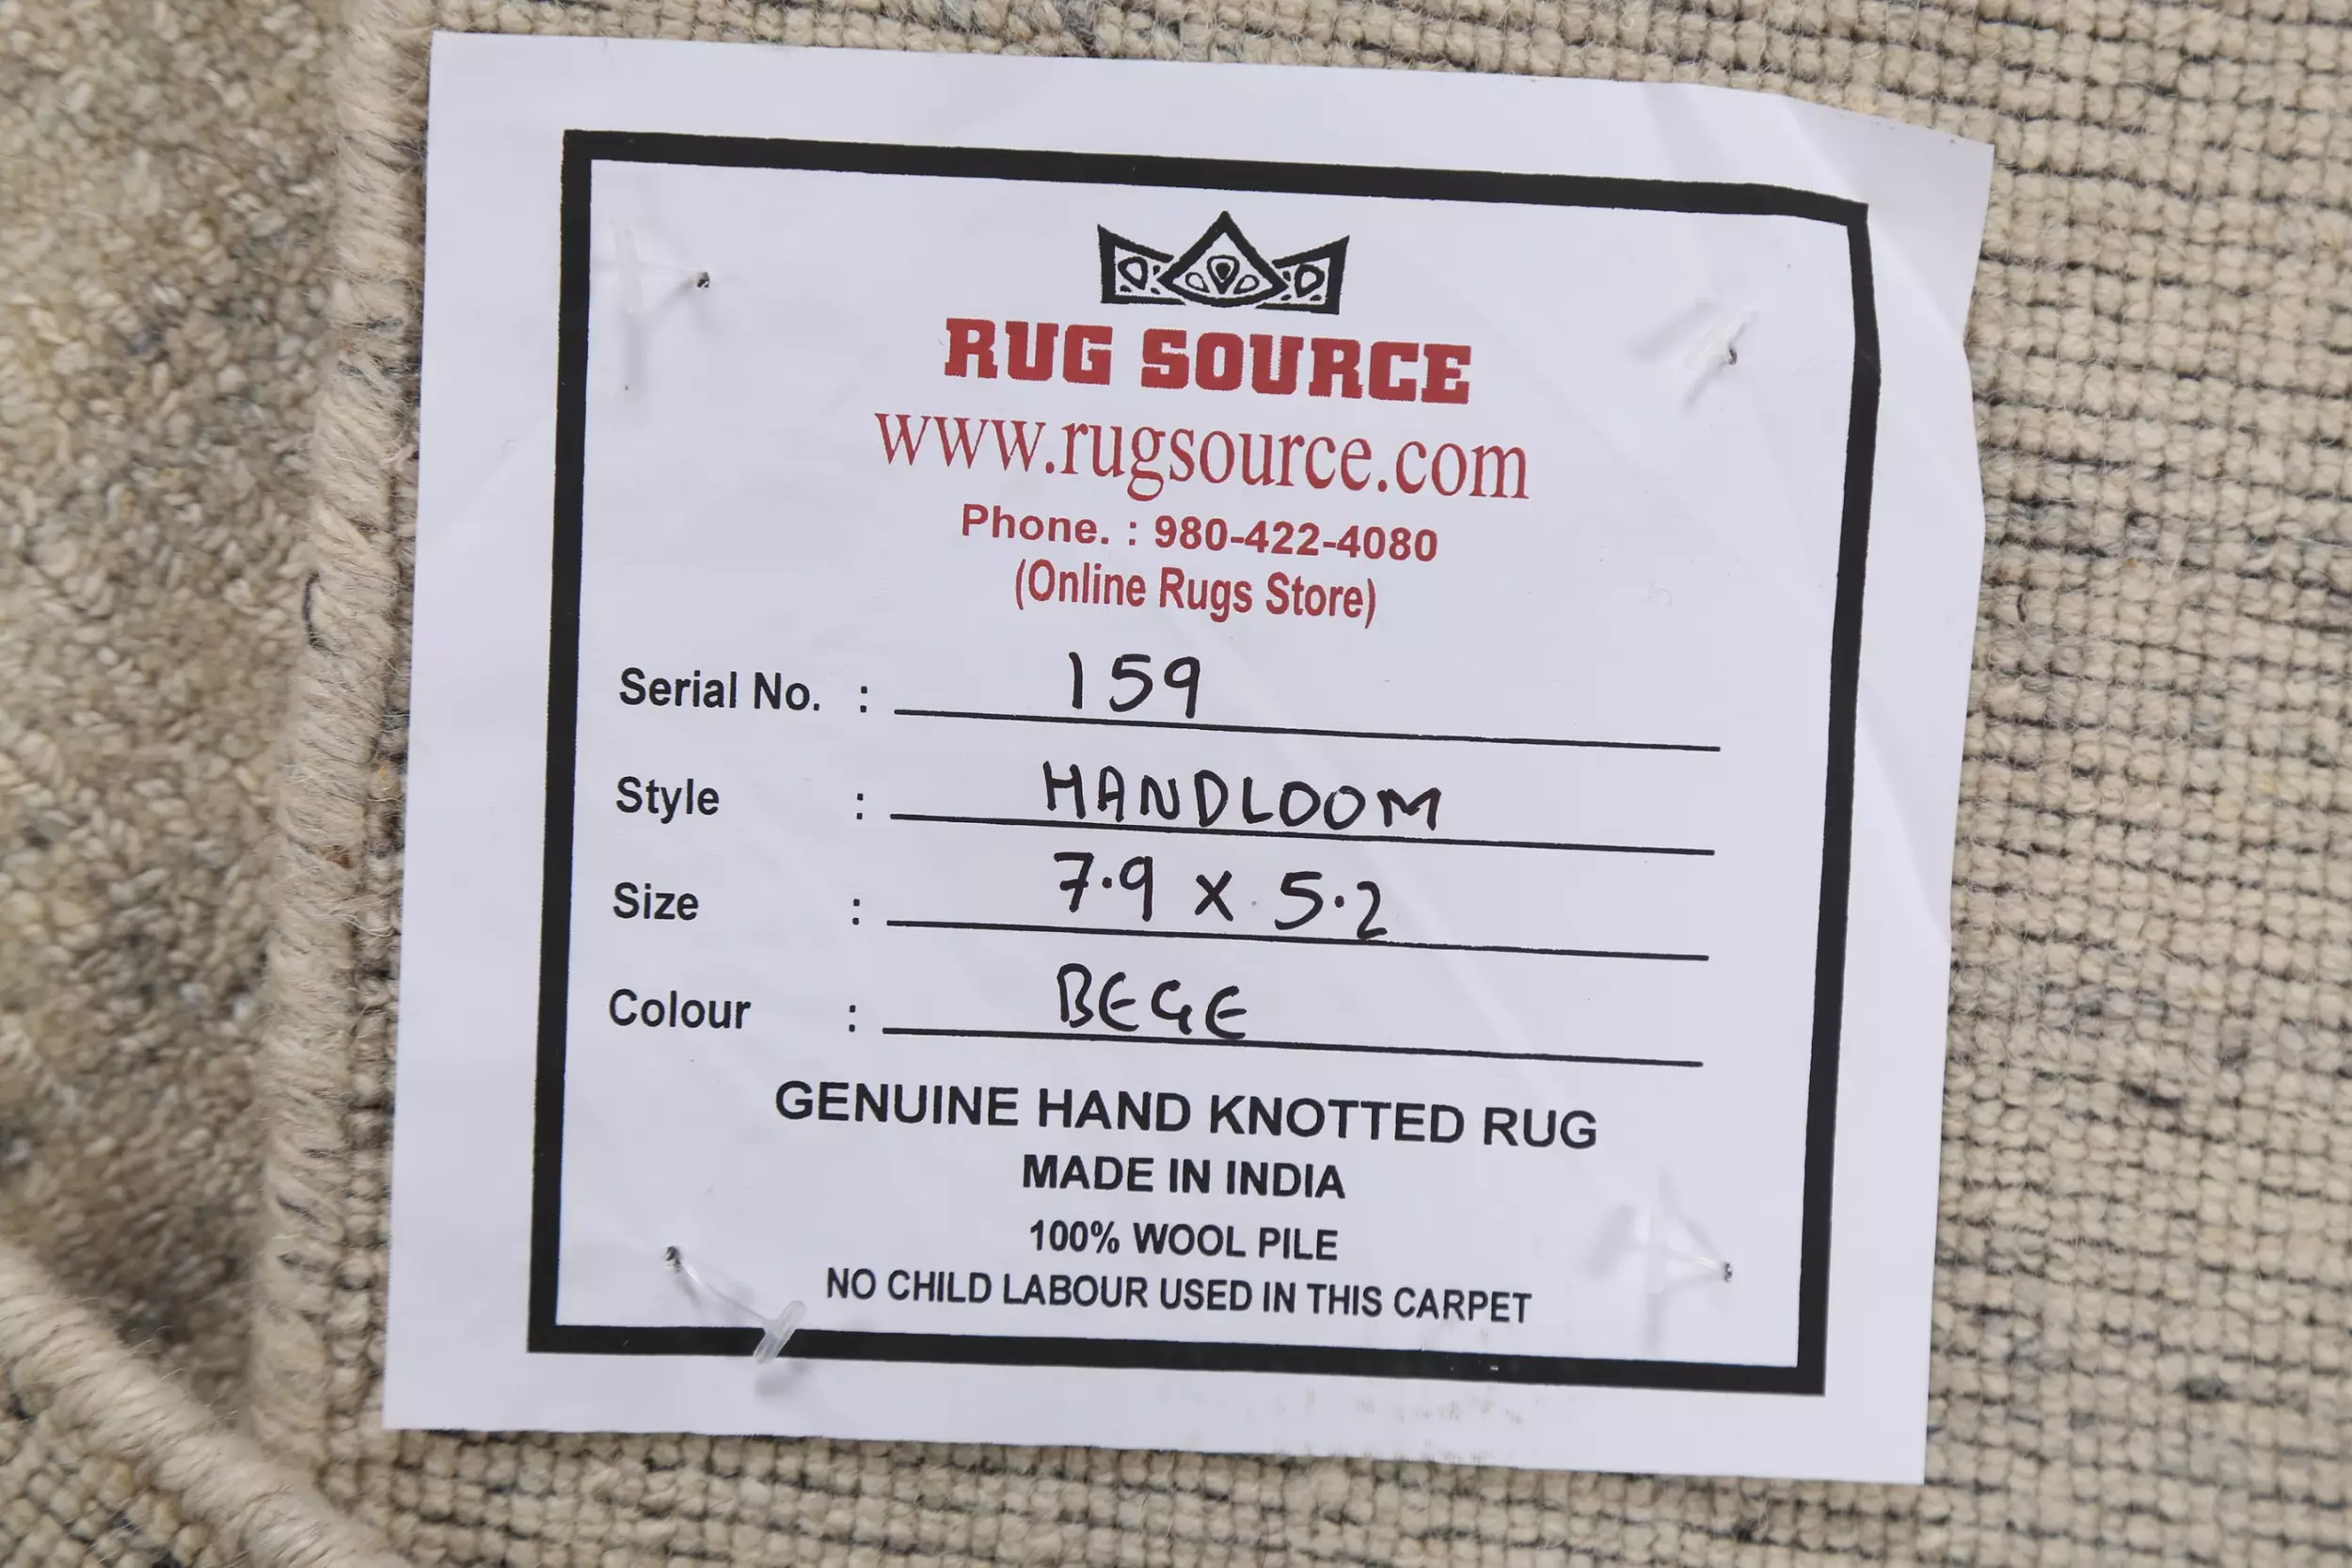 RUG SOURCE
www.rugsource.com
Phone. : 980-422-4080
(Online Rugs Store)
Serial No. : 159
Style : HANDLOOM
Size : 7.9 X 5.2
Colour : BEGE
GENUINE HAND KNOTTED RUG
MADE IN INDIA
100% WOOL PILE
NO CHILD LABOUR USED IN THIS CARPET